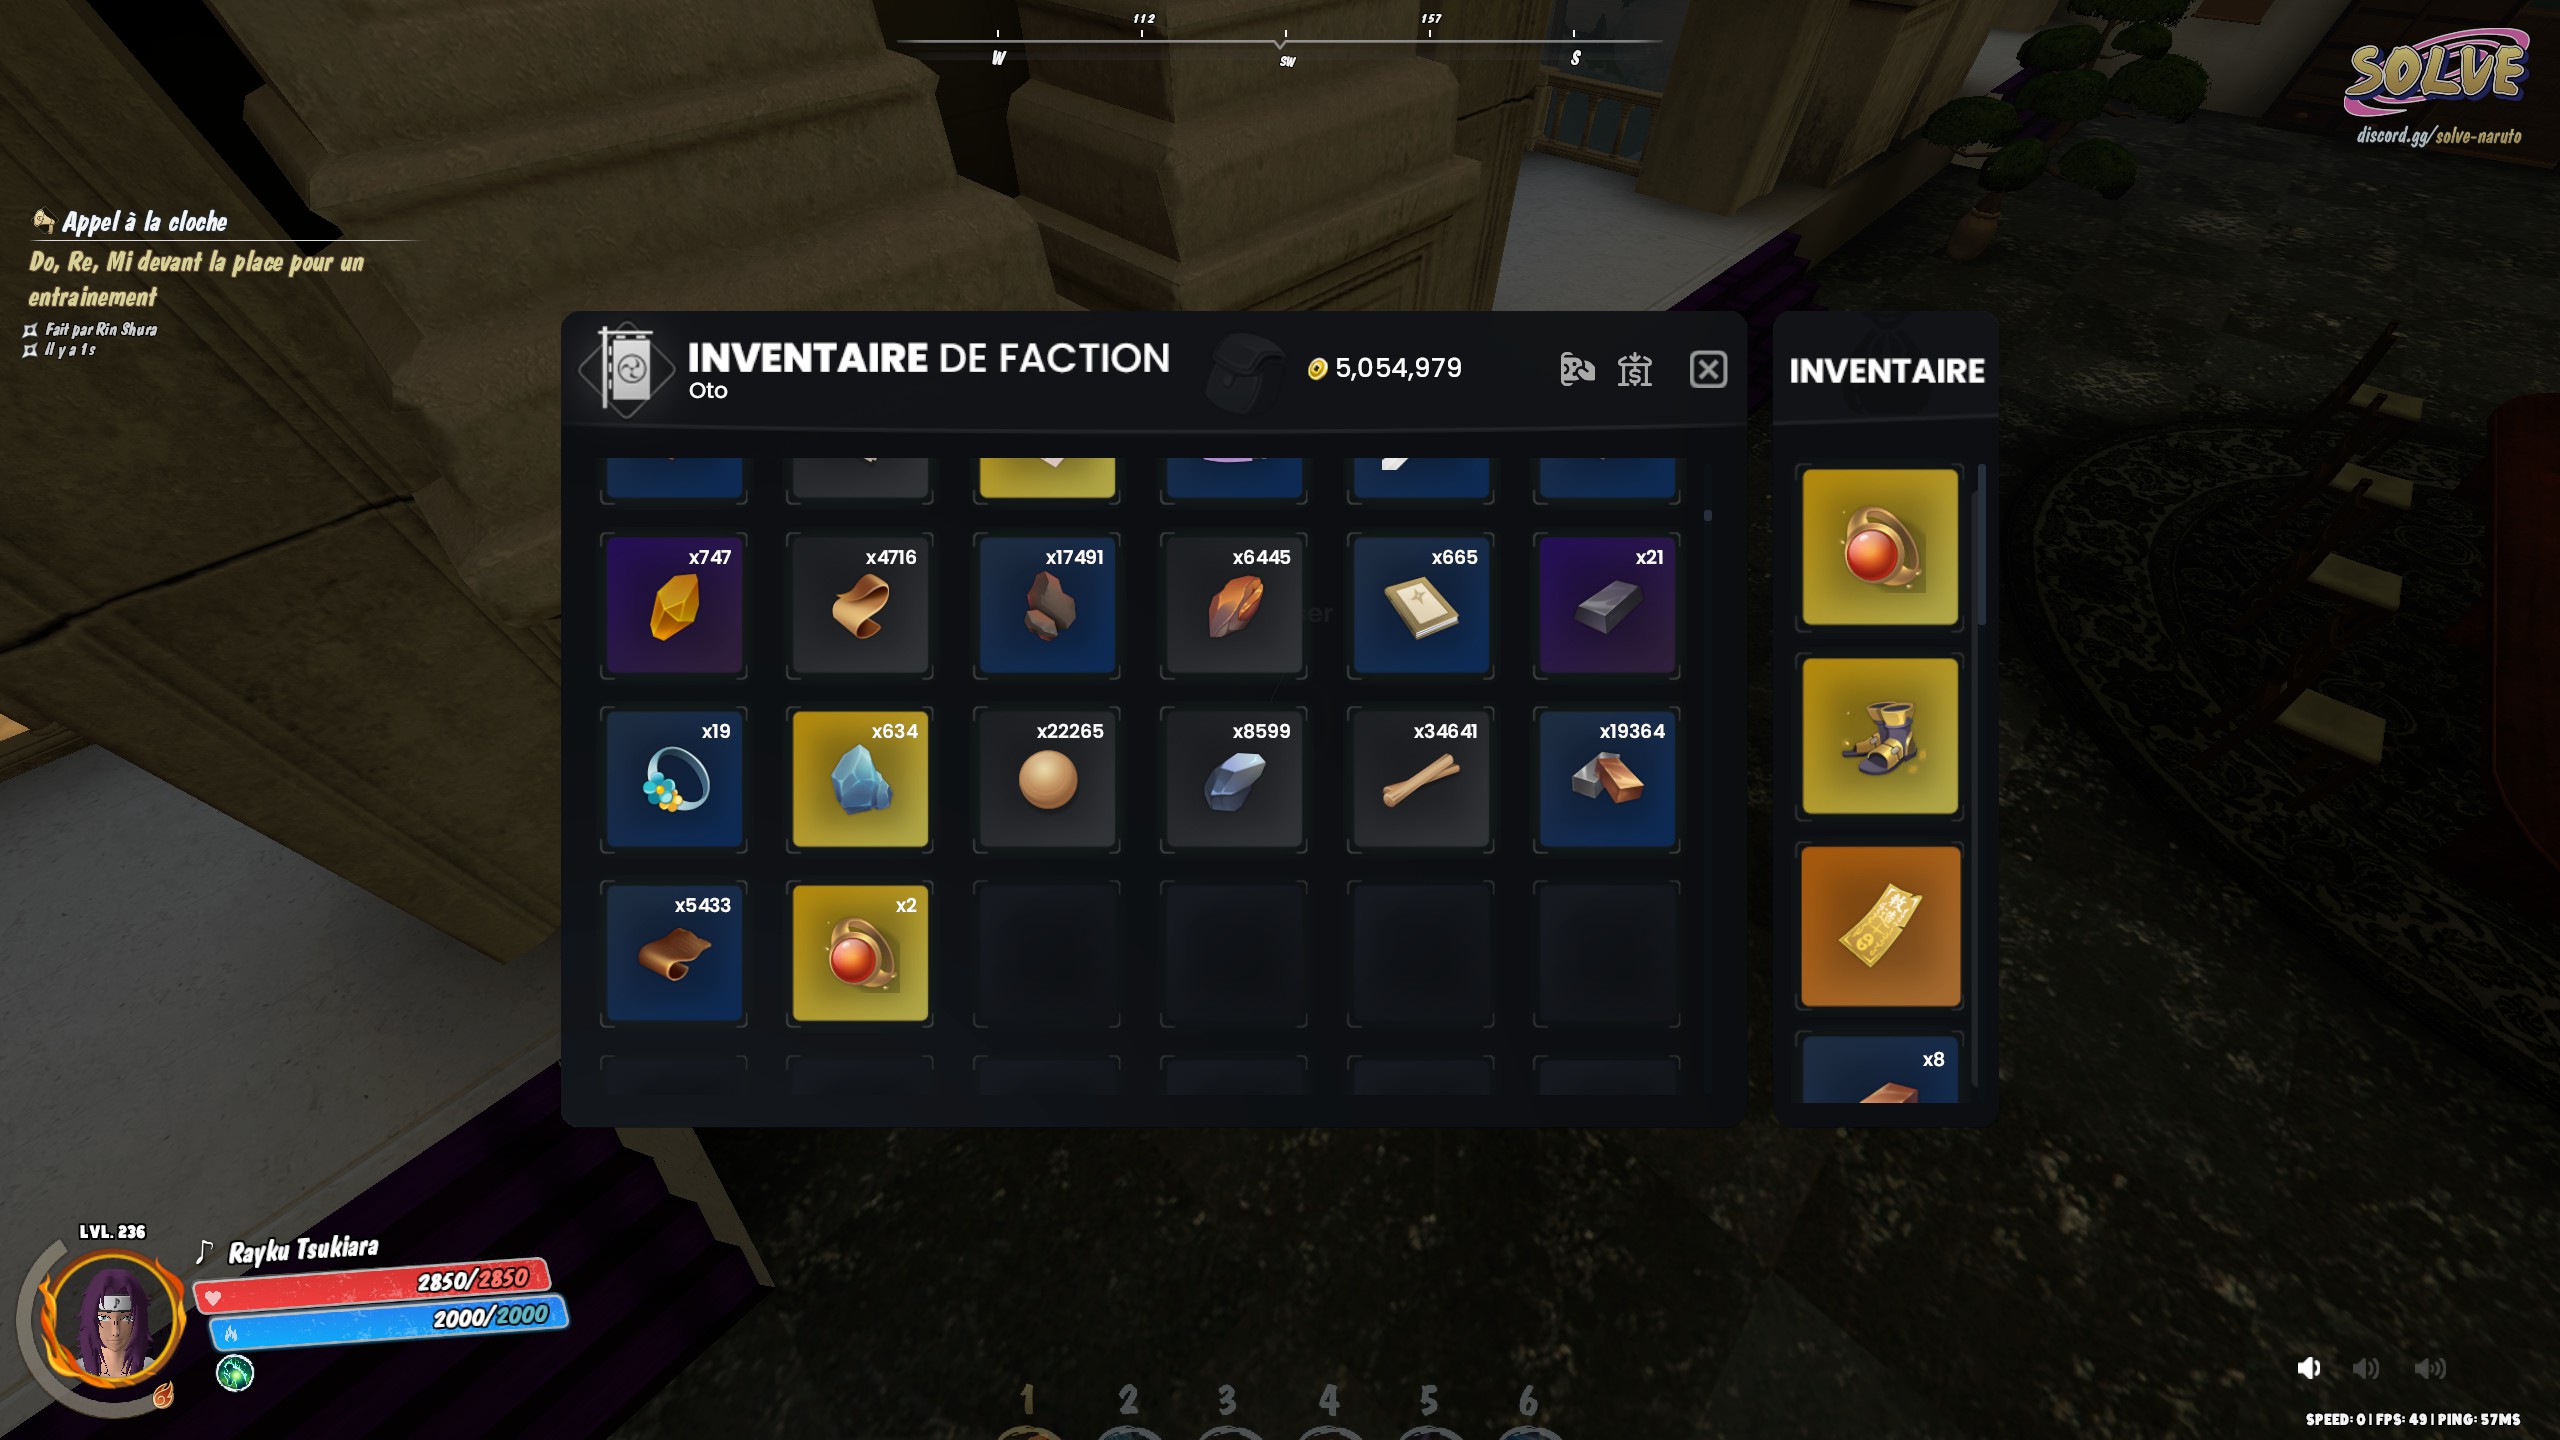 112
157
W
SW
S
SOLVE
discord.gg/solve-naruto
Appel à la cloche
Do, Re, Mi devant la place pour un
entrainement
Fait par Rin Shura
Il y a 1s
INVENTAIRE DE FACTION
Oto
5,054,979
INVENTAIRE
x747
x4716
x17491
x6445
x665
x21
x19
x634
x22265
x8599
x34641
x19364
x5433
x2
x8
LVL. 236
Rayku Tsukiara
2850/2850
2000/2000
1 2 3 4 5 6
SPEED: 0 | FPS: 49 | PING: 57MS